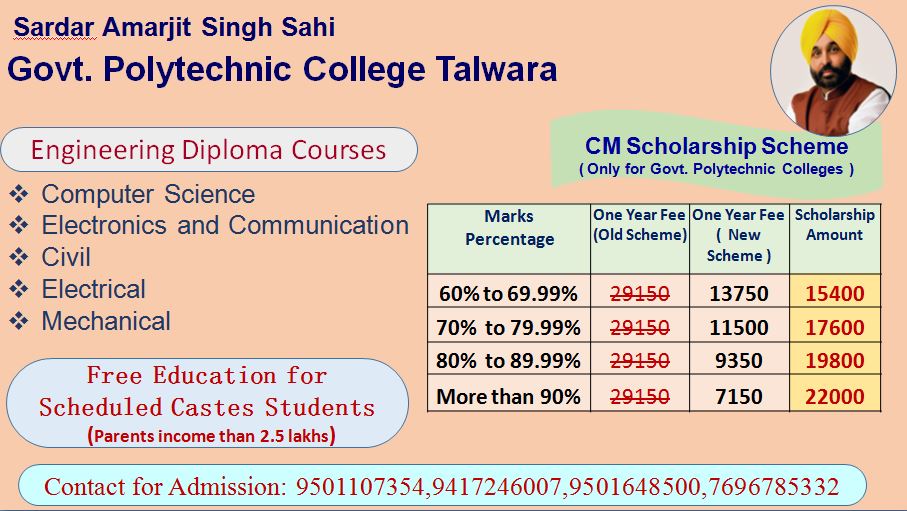 Sardar Amarjit Singh Sahi
Govt. Polytechnic College Talwara
Engineering Diploma Courses
Computer Science
Electronics and Communication
Civil
Electrical
Mechanical
Free Education for
Scheduled Castes Students
(Parents income than 2.5 lakhs)
CM Scholarship Scheme
( Only for Govt. Polytechnic Colleges )
Marks Percentage One Year Fee (Old Scheme) One Year Fee ( New Scheme ) Scholarship Amount
60% to 69.99% 29150 13750 15400
70% to 79.99% 29150 11500 17600
80% to 89.99% 29150 9350 19800
More than 90% 29150 7150 22000
Contact for Admission: 9501107354,9417246007,9501648500,7696785332